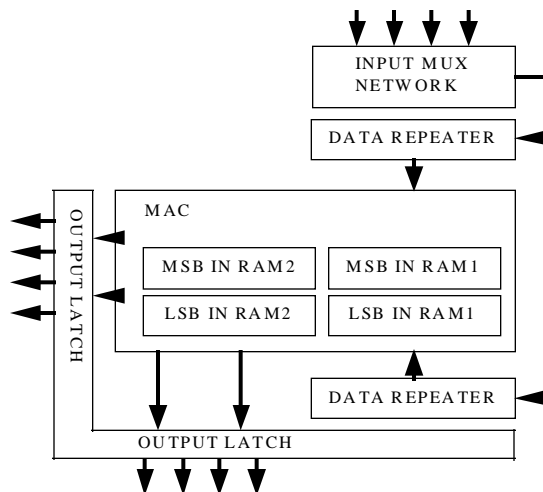 INPUT MUX
NETWORK
DATA REPEATER
MAC
MSB IN RAM2
MSB IN RAM1
LSB IN RAM2
LSB IN RAM1
OUTPUT LATCH
DATA REPEATER
OUTPUT LATCH